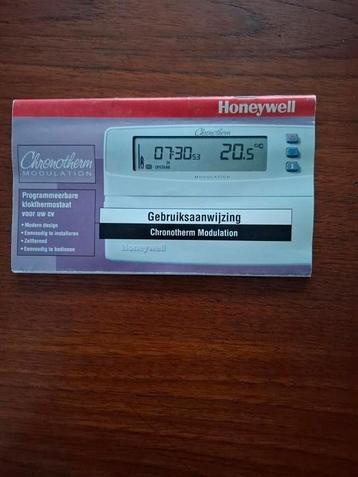 Honeywell
Chronotherm
MODULATION
Programmeerbare
klokthermostaat
voor uw cv
• Modern design
• Eenvoudig te installeren
• Zelflerend
• Eenvoudig te bedienen
Chronotherm
07:30 53
20.5 °C
MODULATION
Gebruiksaanwijzing
Chronotherm Modulation
Honeywell